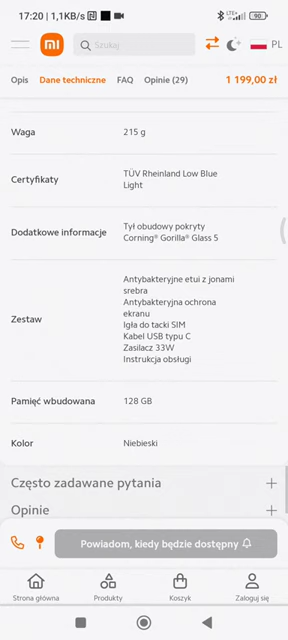 17:20 | 1,1KB/s
LTE+
90
mi
Szukaj
PL
Opis Dane techniczne FAQ Opinie (29) 1 199,00 zł
Waga 215 g
Certyfikaty TÜV Rheinland Low Blue
Light
Dodatkowe informacje Tył obudowy pokryty
Corning® Gorilla® Glass 5
Zestaw
Antybakteryjne etui z jonami
srebra
Antybakteryjna ochrona
ekranu
Igła do tacki SIM
Kabel USB typu C
Zasilacz 33W
Instrukcja obsługi
Pamięć wbudowana 128 GB
Kolor Niebieski
Często zadawane pytania
Opinie
Powiadom, kiedy będzie dostępny
Strona główna Produkty Koszyk Zaloguj się